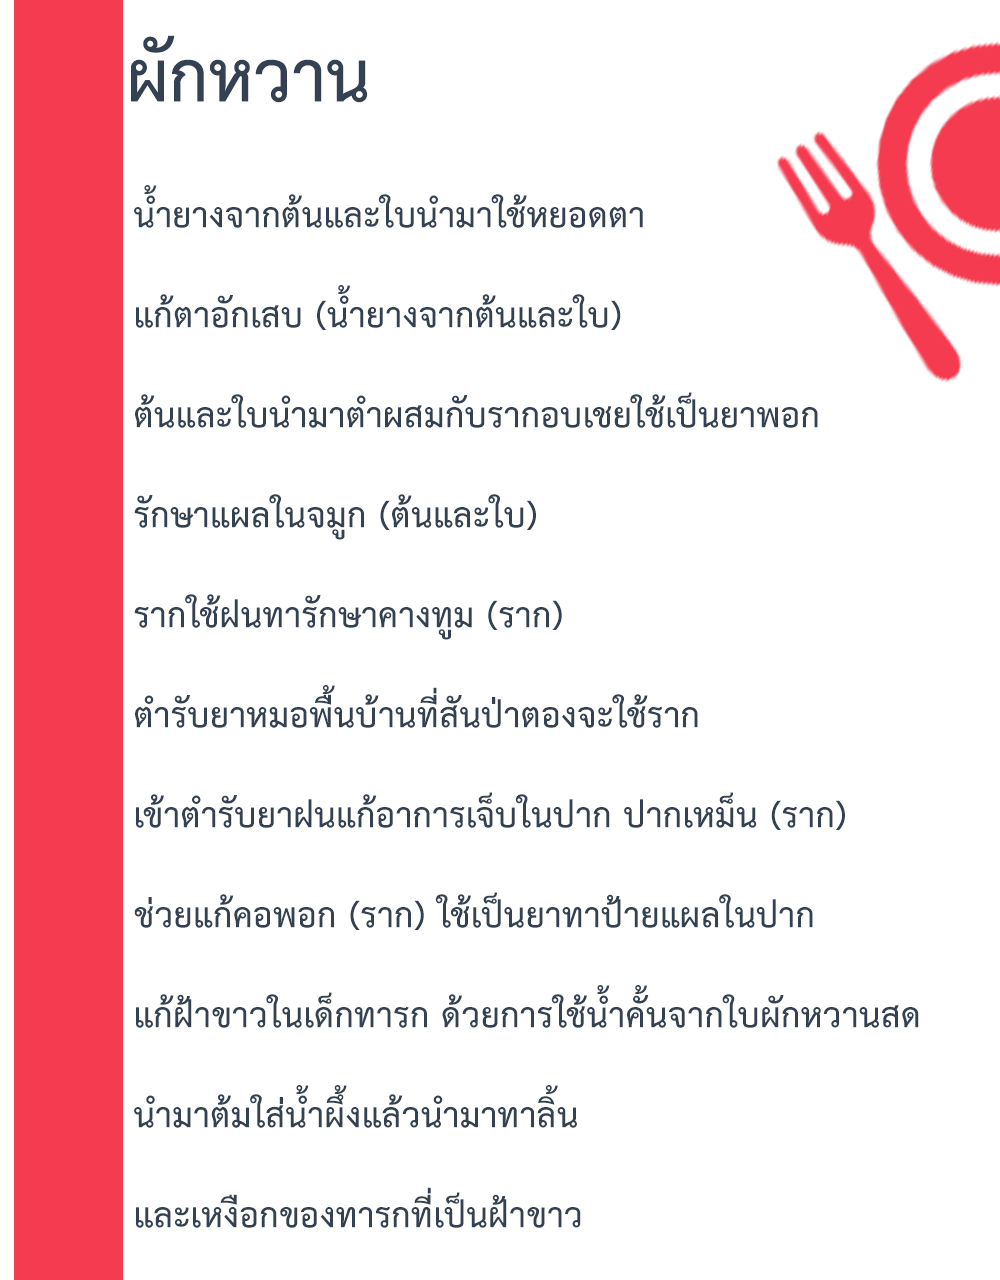 ผักหวาน
น้ำยางจากต้นและใบนำมาใช้หยอดตา
แก้ตาอักเสบ (น้ำยางจากต้นและใบ)
ต้นและใบนำมาตำผสมกับรากอบเชยใช้เป็นยาพอก
รักษาแผลในจมูก (ต้นและใบ)
รากใช้ฝนทารักษาคางทูม (ราก)
ตำรับยาหมอพื้นบ้านที่สันป่าตองจะใช้ราก
เข้าตำรับยาฝนแก้อาการเจ็บในปาก ปากเหม็น (ราก)
ช่วยแก้คอพอก (ราก) ใช้เป็นยาทาป้ายแผลในปาก
แก้ฝ้าขาวในเด็กทารก ด้วยการใช้น้ำคั้นจากใบผักหวานสด
นำมาต้มใส่น้ำผึ้งแล้วนำมาทาลิ้น
และเหงือกของทารกที่เป็นฝ้าขาว